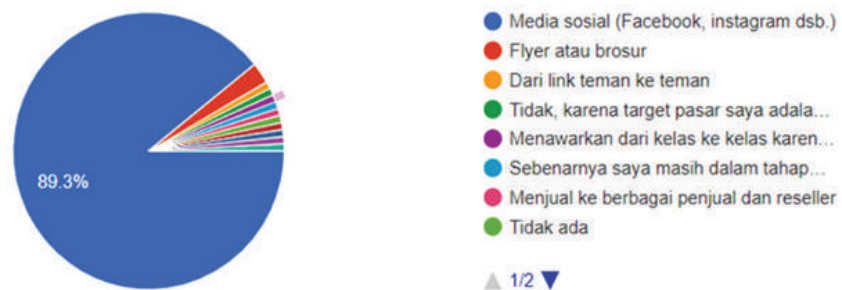 89.3%
Media sosial (Facebook, instagram dsb.)
Flyer atau brosur
Dari link teman ke teman
Tidak, karena target pasar saya adala...
Menawarkan dari kelas ke kelas karen...
Sebenarnya saya masih dalam tahap...
Menjual ke berbagai penjual dan reseller
Tidak ada
1/2